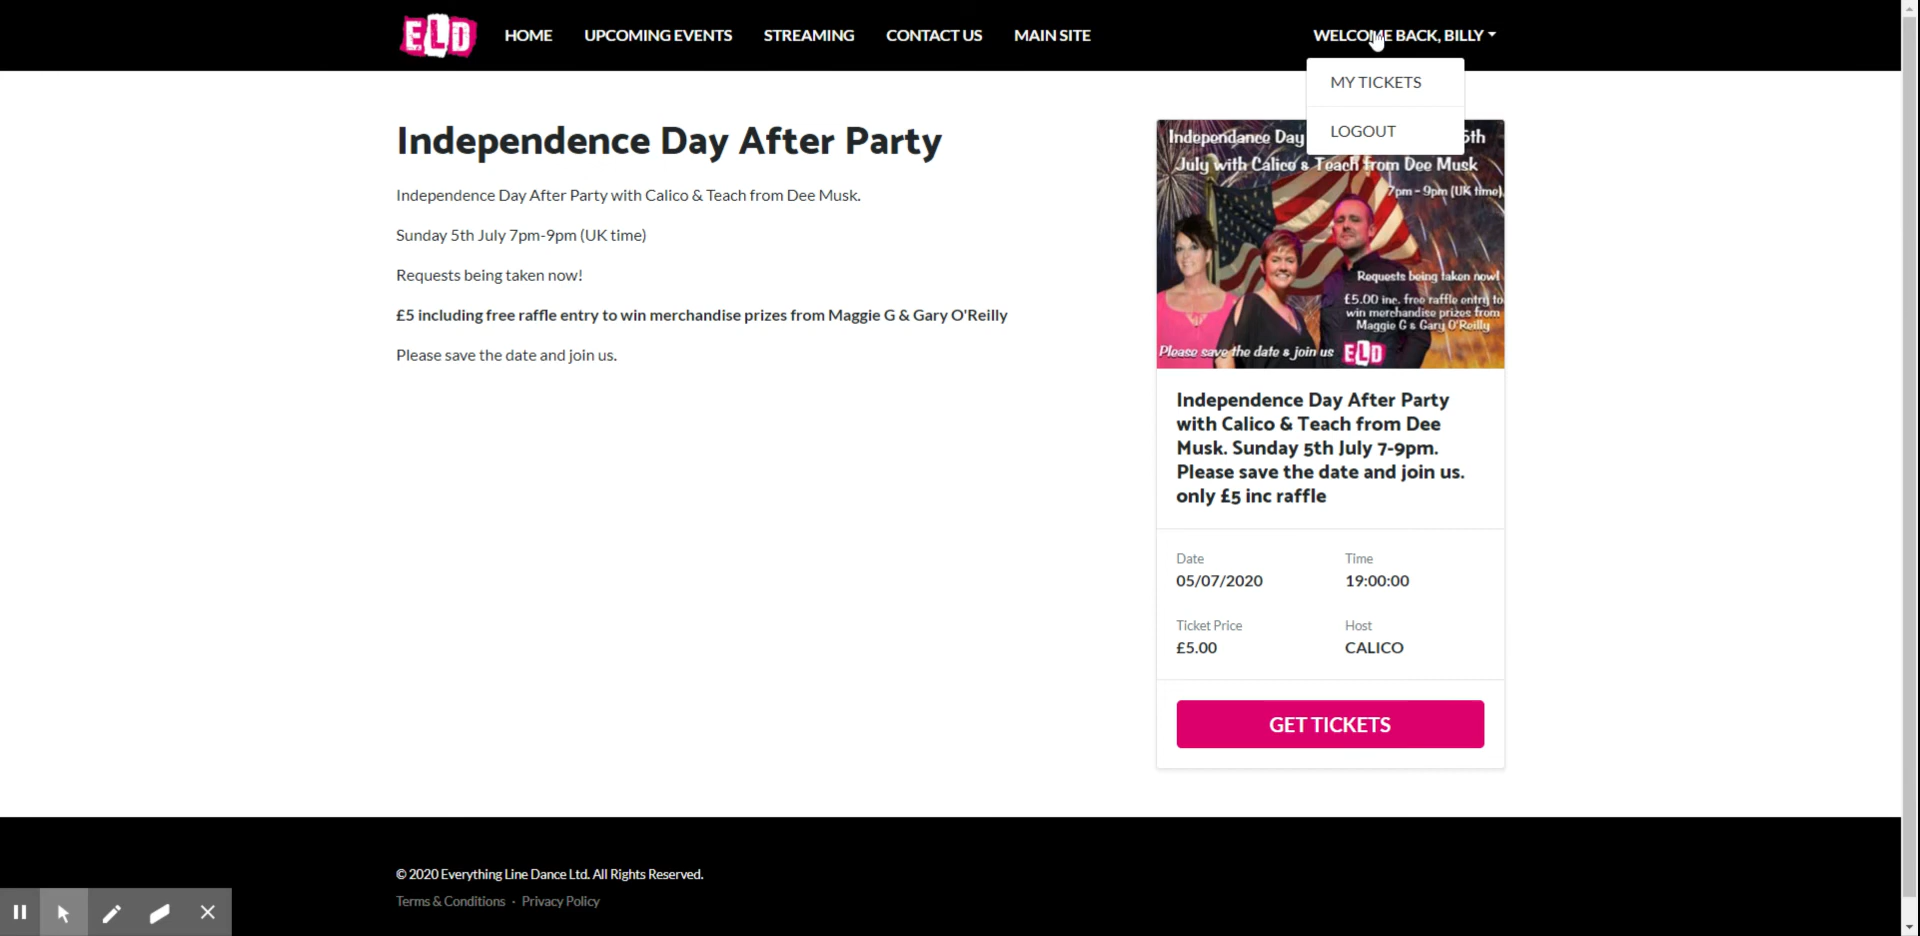 ELD HOME UPCOMING EVENTS STREAMING CONTACT US MAIN SITE WELCOME BACK, BILLY
MY TICKETS
LOGOUT
Independence Day After Party
Independence Day After Party with Calico & Teach from Dee Musk.
Sunday 5th July 7pm-9pm (UK time)
Requests being taken now!
£5 including free raffle entry to win merchandise prizes from Maggie G & Gary O'Reilly
Please save the date and join us.
Independance Day 5th
July with Calico & Teach from Dee Musk
7pm - 9pm (UK time)
Requests being taken now!
£5.00 inc. free raffle entry to
win merchandise prizes from
Maggie G & Gary O'Reilly
Please save the date & join us ELD
Independence Day After Party
with Calico & Teach from Dee
Musk. Sunday 5th July 7-9pm.
Please save the date and join us.
only £5 inc raffle
Date Time
05/07/2020 19:00:00
Ticket Price Host
£5.00 CALICO
GET TICKETS
© 2020 Everything Line Dance Ltd. All Rights Reserved.
Terms & Conditions · Privacy Policy